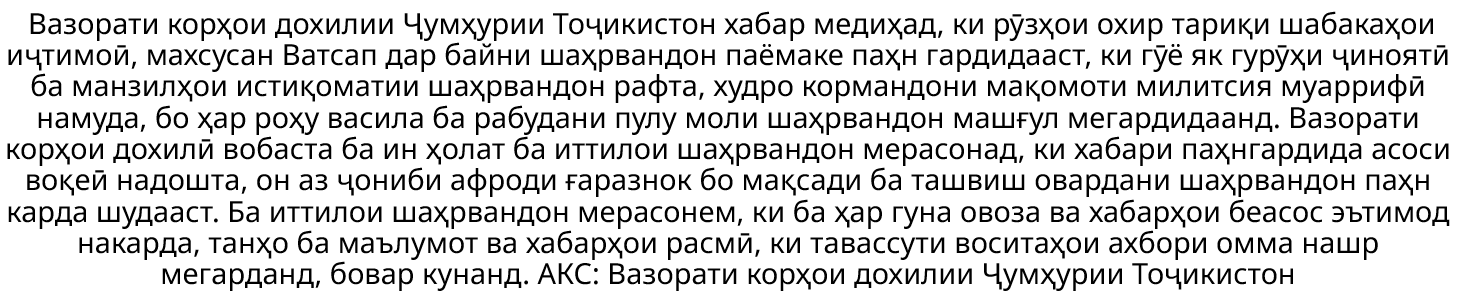 Вазорати корҳои дохилии Ҷумҳурии Тоҷикистон хабар медиҳад, ки рӯзҳои охир тариқи шабакаҳои
иҷтимоӣ, махсусан Ватсап дар байни шаҳрвандон паёмаке паҳн гардидааст, ки гӯё як гурӯҳи ҷиноятӣ
ба манзилҳои истиқоматии шаҳрвандон рафта, худро кормандони мақомоти милитсия муаррифӣ
намуда, бо ҳар роҳу васила ба рабудани пулу моли шаҳрвандон машғул мегардидаанд. Вазорати
корҳои дохилӣ вобаста ба ин ҳолат ба иттилои шаҳрвандон мерасонад, ки хабари паҳнгардида асоси
воқеӣ надошта, он аз ҷониби афроди ғаразнок бо мақсади ба ташвиш овардани шаҳрвандон паҳн
карда шудааст. Ба иттилои шаҳрвандон мерасонем, ки ба ҳар гуна овоза ва хабарҳои беасос эътимод
накарда, танҳо ба маълумот ва хабарҳои расмӣ, ки тавассути воситаҳои ахбори омма нашр
мегарданд, бовар кунанд. АКС: Вазорати корҳои дохилии Ҷумҳурии Тоҷикистон